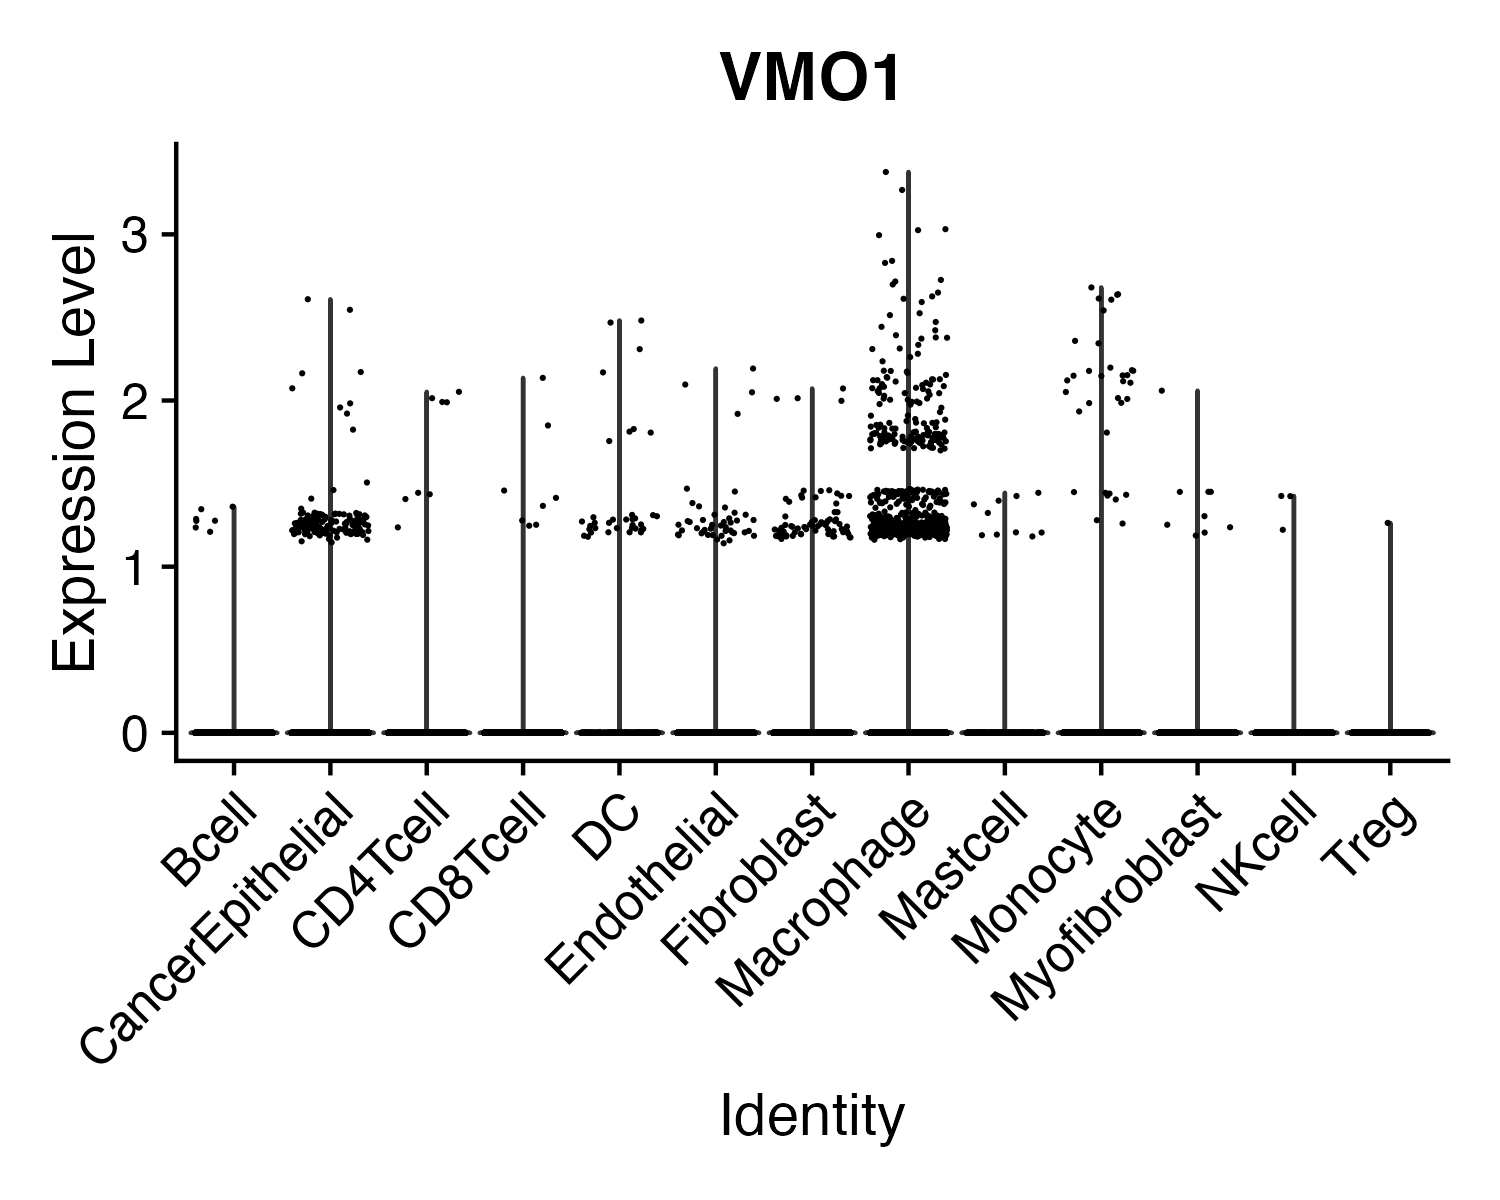 VMO1
Expression Level
3
2
1
0
Bcell
CancerEpithelial
CD4Tcell
CD8Tcell
DC
Endothelial
Fibroblast
Macrophage
Mastcell
Monocyte
Myofibroblast
NKcell
Treg
Identity